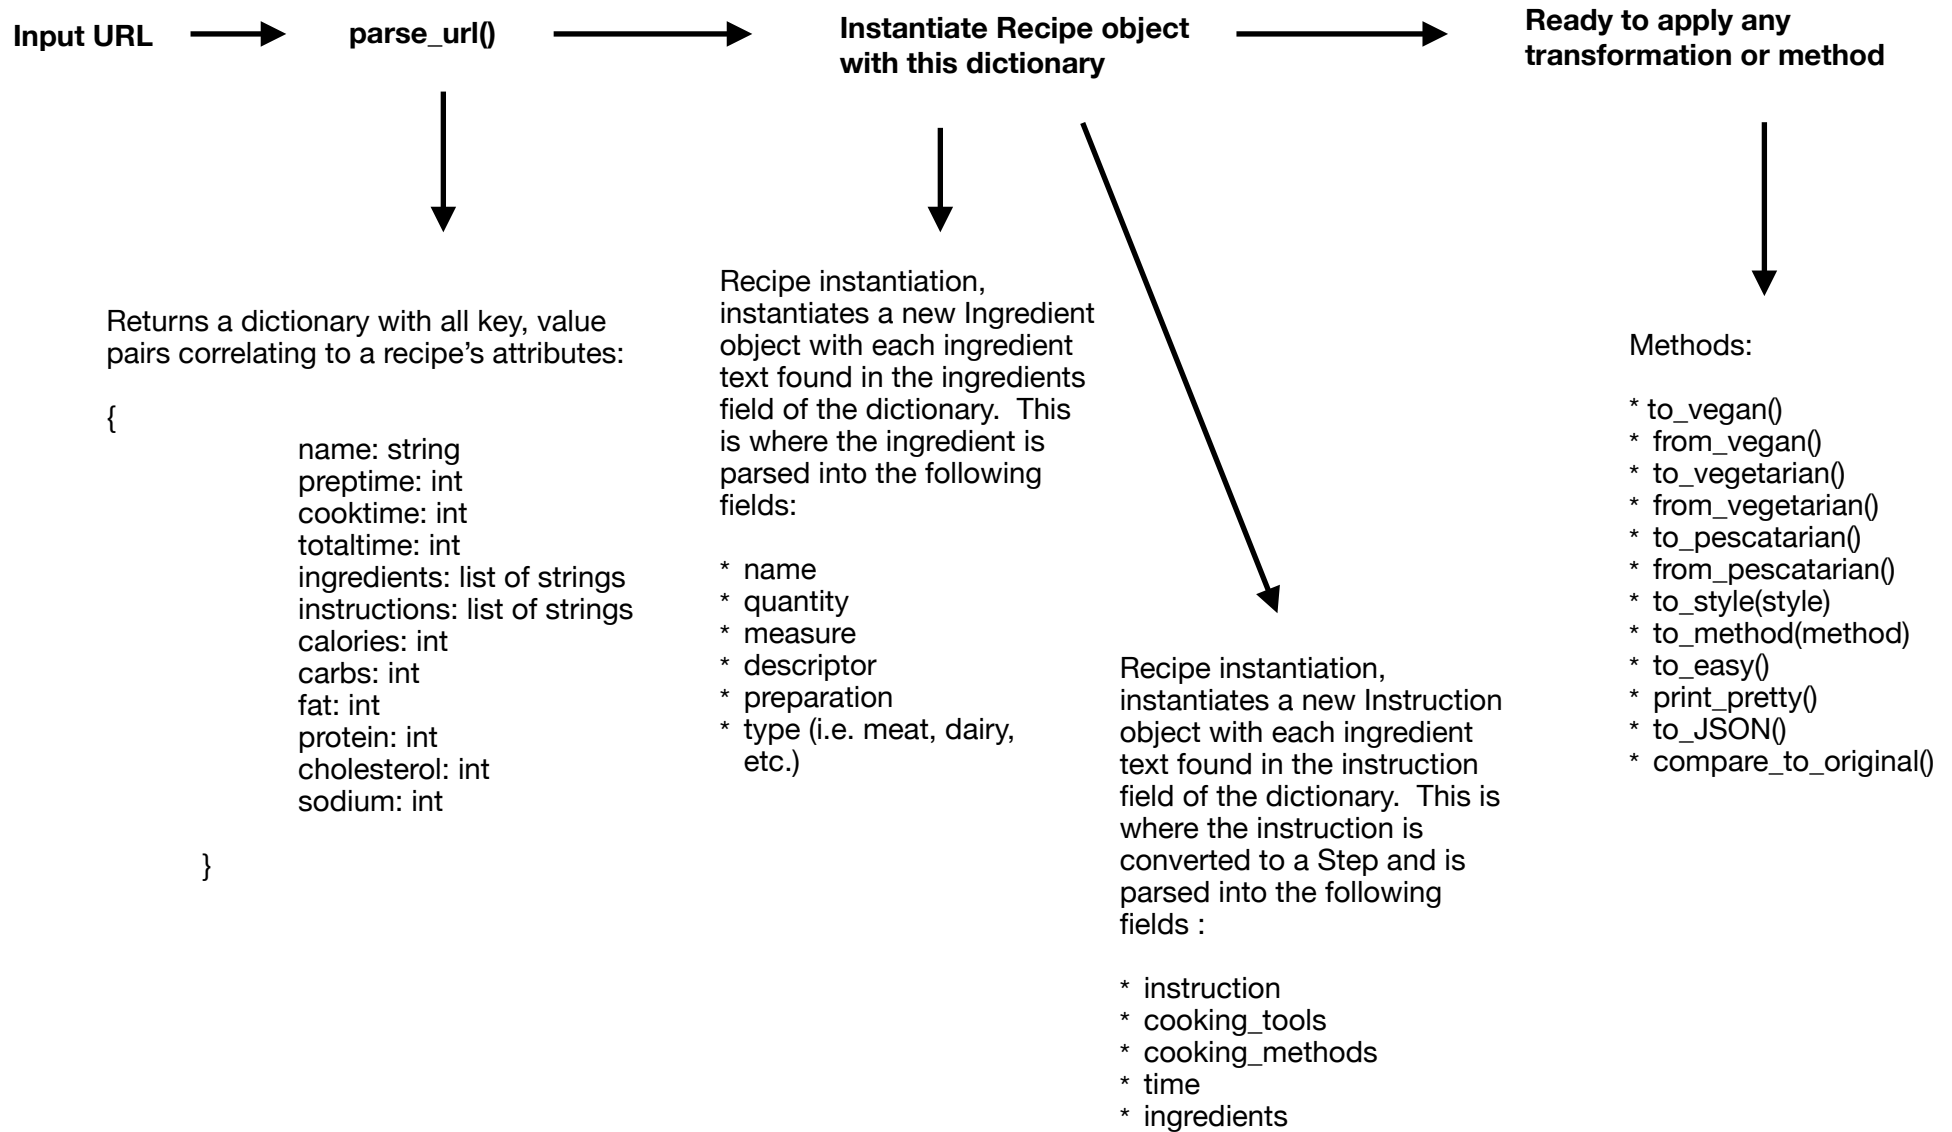 Input URL
parse_url()
Instantiate Recipe object
with this dictionary
Ready to apply any
transformation or method
Returns a dictionary with all key, value
pairs correlating to a recipe's attributes:
{
name: string
preptime: int
cooktime: int
totaltime: int
ingredients: list of strings
instructions: list of strings
calories: int
carbs: int
fat: int
protein: int
cholesterol: int
sodium: int
}
Recipe instantiation,
instantiates a new Ingredient
object with each ingredient
text found in the ingredients
field of the dictionary.  This
is where the ingredient is
parsed into the following
fields:
* name
* quantity
* measure
* descriptor
* preparation
* type (i.e. meat, dairy,
etc.)
Recipe instantiation,
instantiates a new Instruction
object with each ingredient
text found in the instruction
field of the dictionary.  This is
where the instruction is
converted to a Step and is
parsed into the following
fields :
* instruction
* cooking_tools
* cooking_methods
* time
* ingredients
Methods:
* to_vegan()
* from_vegan()
* to_vegetarian()
* from_vegetarian()
* to_pescatarian()
* from_pescatarian()
* to_style(style)
* to_method(method)
* to_easy()
* print_pretty()
* to_JSON()
* compare_to_original()